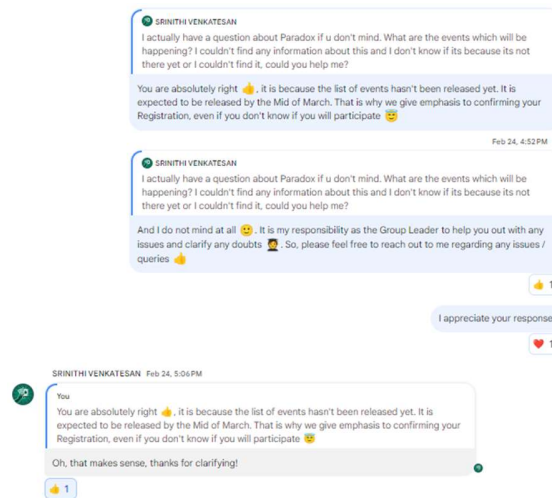 SRINITHI VENKATESAN
I actually have a question about Paradox if u don't mind. What are the events which will be
happening? I couldn't find any information about this and I don't know if its because its not
there yet or I couldn't find it, could you help me?
You are absolutely right 👍, it is because the list of events hasn't been released yet. It is
expected to be released by the Mid of March. That is why we give emphasis to confirming your
Registration, even if you don't know if you will participate 😇
Feb 24, 4:52 PM
SRINITHI VENKATESAN
I actually have a question about Paradox if u don't mind. What are the events which will be
happening? I couldn't find any information about this and I don't know if its because its not
there yet or I couldn't find it, could you help me?
And I do not mind at all 🙂. It is my responsibility as the Group Leader to help you out with any
issues and clarify any doubts 🧑‍🎓. So, please feel free to reach out to me regarding any issues /
queries 👍
👍 1
I appreciate your response
❤️ 1
SRINITHI VENKATESAN Feb 24, 5:06 PM
You
You are absolutely right 👍, it is because the list of events hasn't been released yet. It is
expected to be released by the Mid of March. That is why we give emphasis to confirming your
Registration, even if you don't know if you will participate 😇
Oh, that makes sense, thanks for clarifying!
👍 1